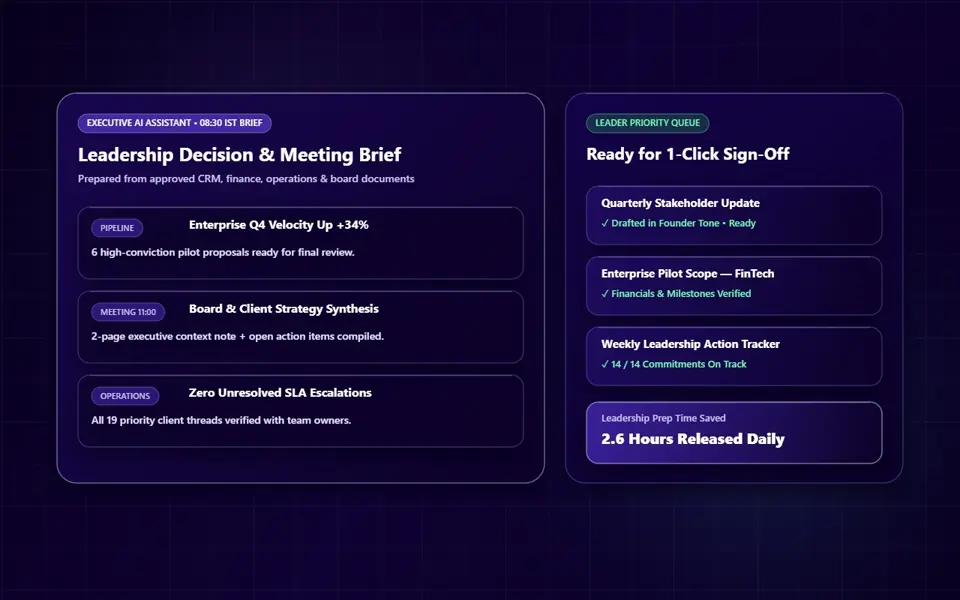 EXECUTIVE AI ASSISTANT • 08:30 IST BRIEF
Leadership Decision & Meeting Brief
Prepared from approved CRM, finance, operations & board documents
PIPELINE
Enterprise Q4 Velocity Up +34%
6 high-conviction pilot proposals ready for final review.
MEETING 11:00
Board & Client Strategy Synthesis
2-page executive context note + open action items compiled.
OPERATIONS
Zero Unresolved SLA Escalations
All 19 priority client threads verified with team owners.
LEADER PRIORITY QUEUE
Ready for 1-Click Sign-Off
Quarterly Stakeholder Update
✓ Drafted in Founder Tone • Ready
Enterprise Pilot Scope — FinTech
✓ Financials & Milestones Verified
Weekly Leadership Action Tracker
✓ 14 / 14 Commitments On Track
Leadership Prep Time Saved
2.6 Hours Released Daily